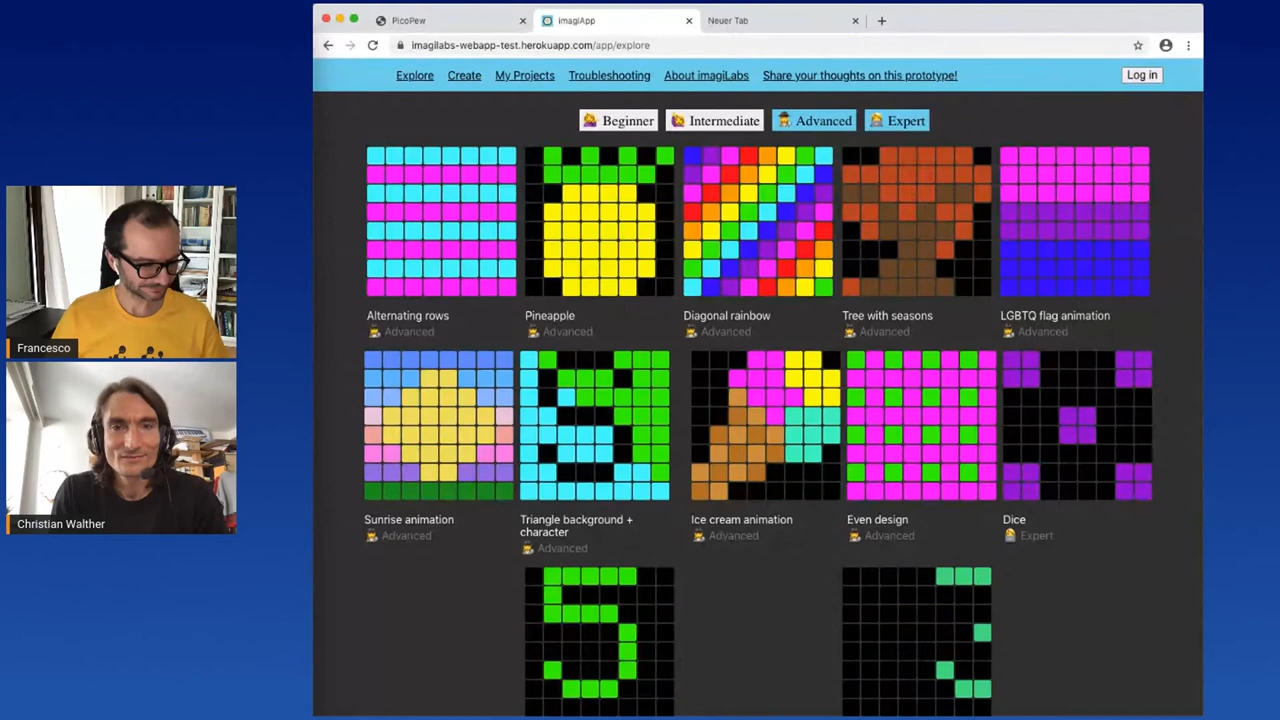 PicoPew
imagiApp
Neuer Tab
imagilabs-webapp-test.herokuapp.com/app/explore
Explore Create My Projects Troubleshooting About imagiLabs Share your thoughts on this prototype! Log in
Beginner Intermediate Advanced Expert
Alternating rows
Advanced
Pineapple
Advanced
Diagonal rainbow
Advanced
Tree with seasons
Advanced
LGBTQ flag animation
Advanced
Sunrise animation
Advanced
Triangle background +
character
Advanced
Ice cream animation
Advanced
Even design
Advanced
Dice
Expert
5
Francesco
Christian Walther